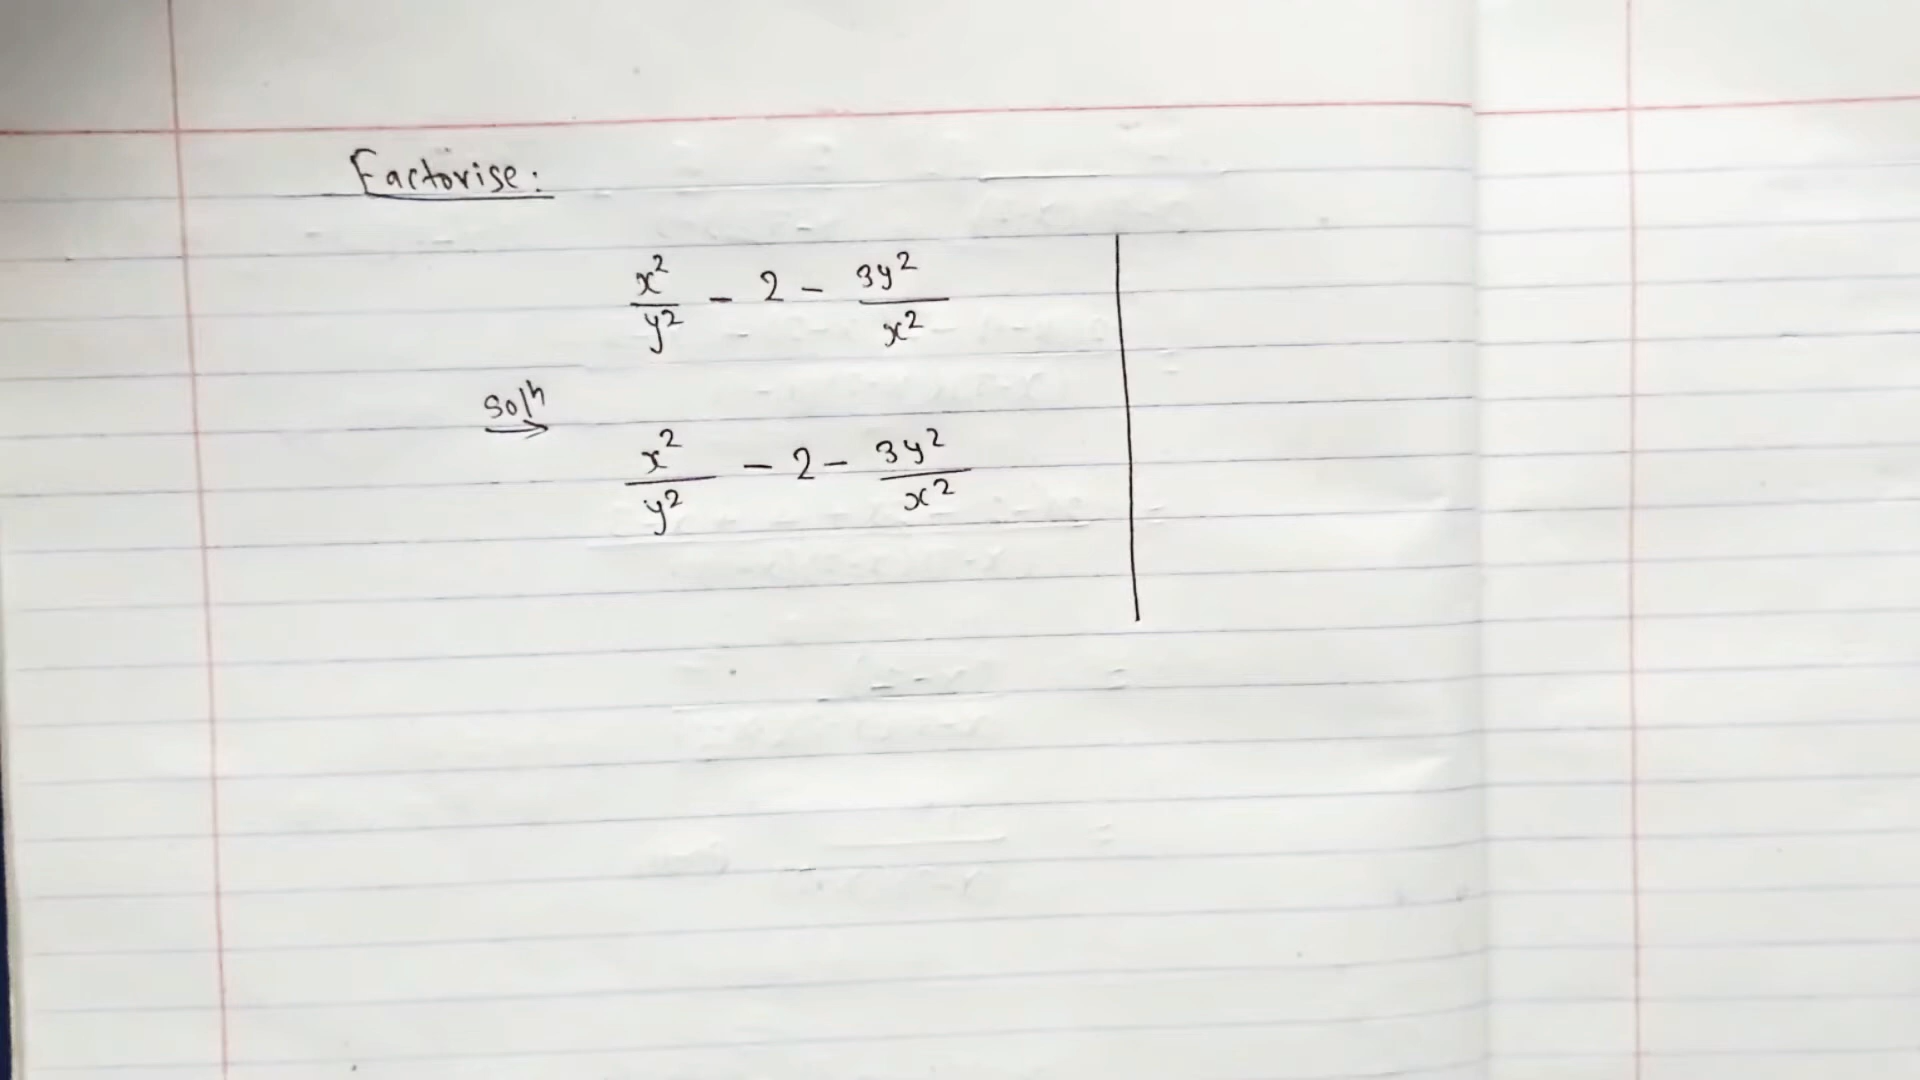 Factorise:
x²/y² - 2 - 3y²/x²
Solⁿ
x²/y² - 2 - 3y²/x²